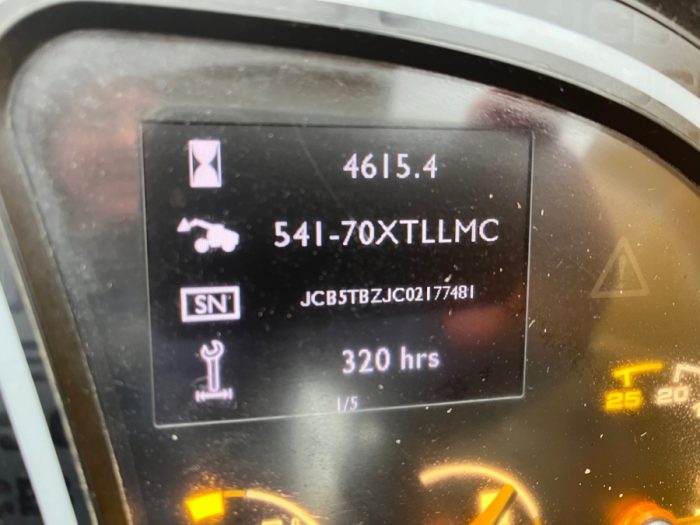 4615.4
541-70XTLLMC
SN JCB5TBZJC02177481
320 hrs
1/5
25 20